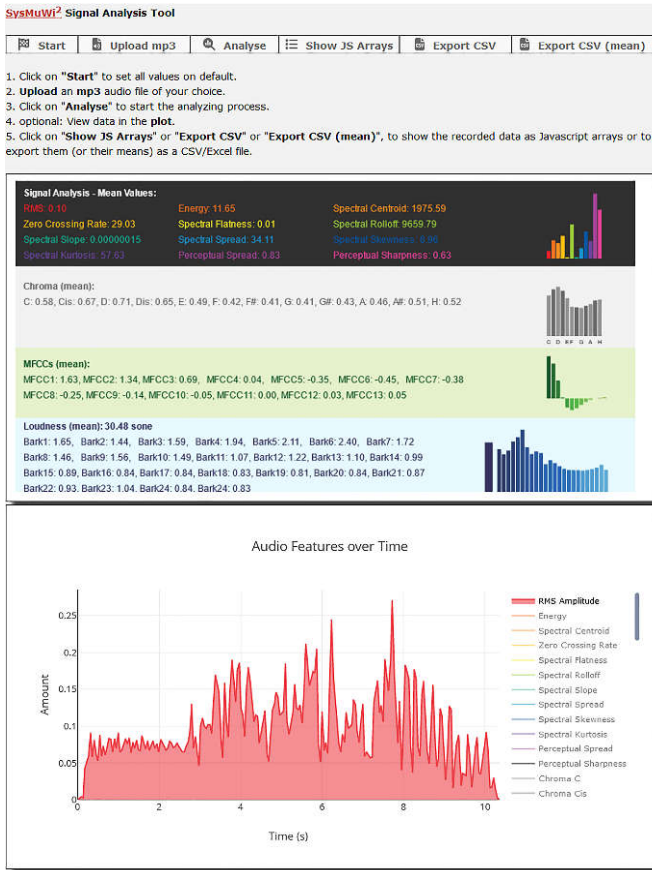 SysMuWi² Signal Analysis Tool
Start Upload mp3 Analyse Show JS Arrays Export CSV Export CSV (mean)
1. Click on "Start" to set all values on default.
2. Upload an mp3 audio file of your choice.
3. Click on "Analyse" to start the analyzing process.
4. optional: View data in the plot.
5. Click on "Show JS Arrays" or "Export CSV" or "Export CSV (mean)", to show the recorded data as Javascript arrays or to
export them (or their means) as a CSV/Excel file.
Signal Analysis - Mean Values:
RMS: 0.10 Energy: 11.65 Spectral Centroid: 1975.59
Zero Crossing Rate: 29.03 Spectral Flatness: 0.01 Spectral Rolloff: 9659.79
Spectral Slope: 0.00000015 Spectral Spread: 34.11 Spectral Skewness: 6.96
Spectral Kurtosis: 57.63 Perceptual Spread: 0.83 Perceptual Sharpness: 0.63
Chroma (mean):
C: 0.58, Cis: 0.67, D: 0.71, Dis: 0.65, E: 0.49, F: 0.42, F#: 0.41, G: 0.41, G#: 0.43, A: 0.46, A#: 0.51, H: 0.52
C D EF G A H
MFCCs (mean):
MFCC1: 1.63, MFCC2: 1.34, MFCC3: 0.69, MFCC4: 0.04, MFCC5: -0.35, MFCC6: -0.45, MFCC7: -0.38
MFCC8: -0.25, MFCC9: -0.14, MFCC10: -0.05, MFCC11: 0.00, MFCC12: 0.03, MFCC13: 0.05
Loudness (mean): 30.48 sone
Bark1: 1.65, Bark2: 1.44, Bark3: 1.59, Bark4: 1.94, Bark5: 2.11, Bark6: 2.40, Bark7: 1.72
Bark8: 1.46, Bark9: 1.56, Bark10: 1.49, Bark11: 1.07, Bark12: 1.22, Bark13: 1.10, Bark14: 0.99
Bark15: 0.89, Bark16: 0.84, Bark17: 0.84, Bark18: 0.83, Bark19: 0.81, Bark20: 0.84, Bark21: 0.87
Bark22: 0.93, Bark23: 1.04, Bark24: 0.84, Bark24: 0.83
Audio Features over Time
0.25
0.2
0.15
0.1
0.05
0
Amount
0 2 4 6 8 10
Time (s)
RMS Amplitude
Energy
Spectral Centroid
Zero Crossing Rate
Spectral Flatness
Spectral Rolloff
Spectral Slope
Spectral Spread
Spectral Skewness
Spectral Kurtosis
Perceptual Spread
Perceptual Sharpness
Chroma C
Chroma Cis